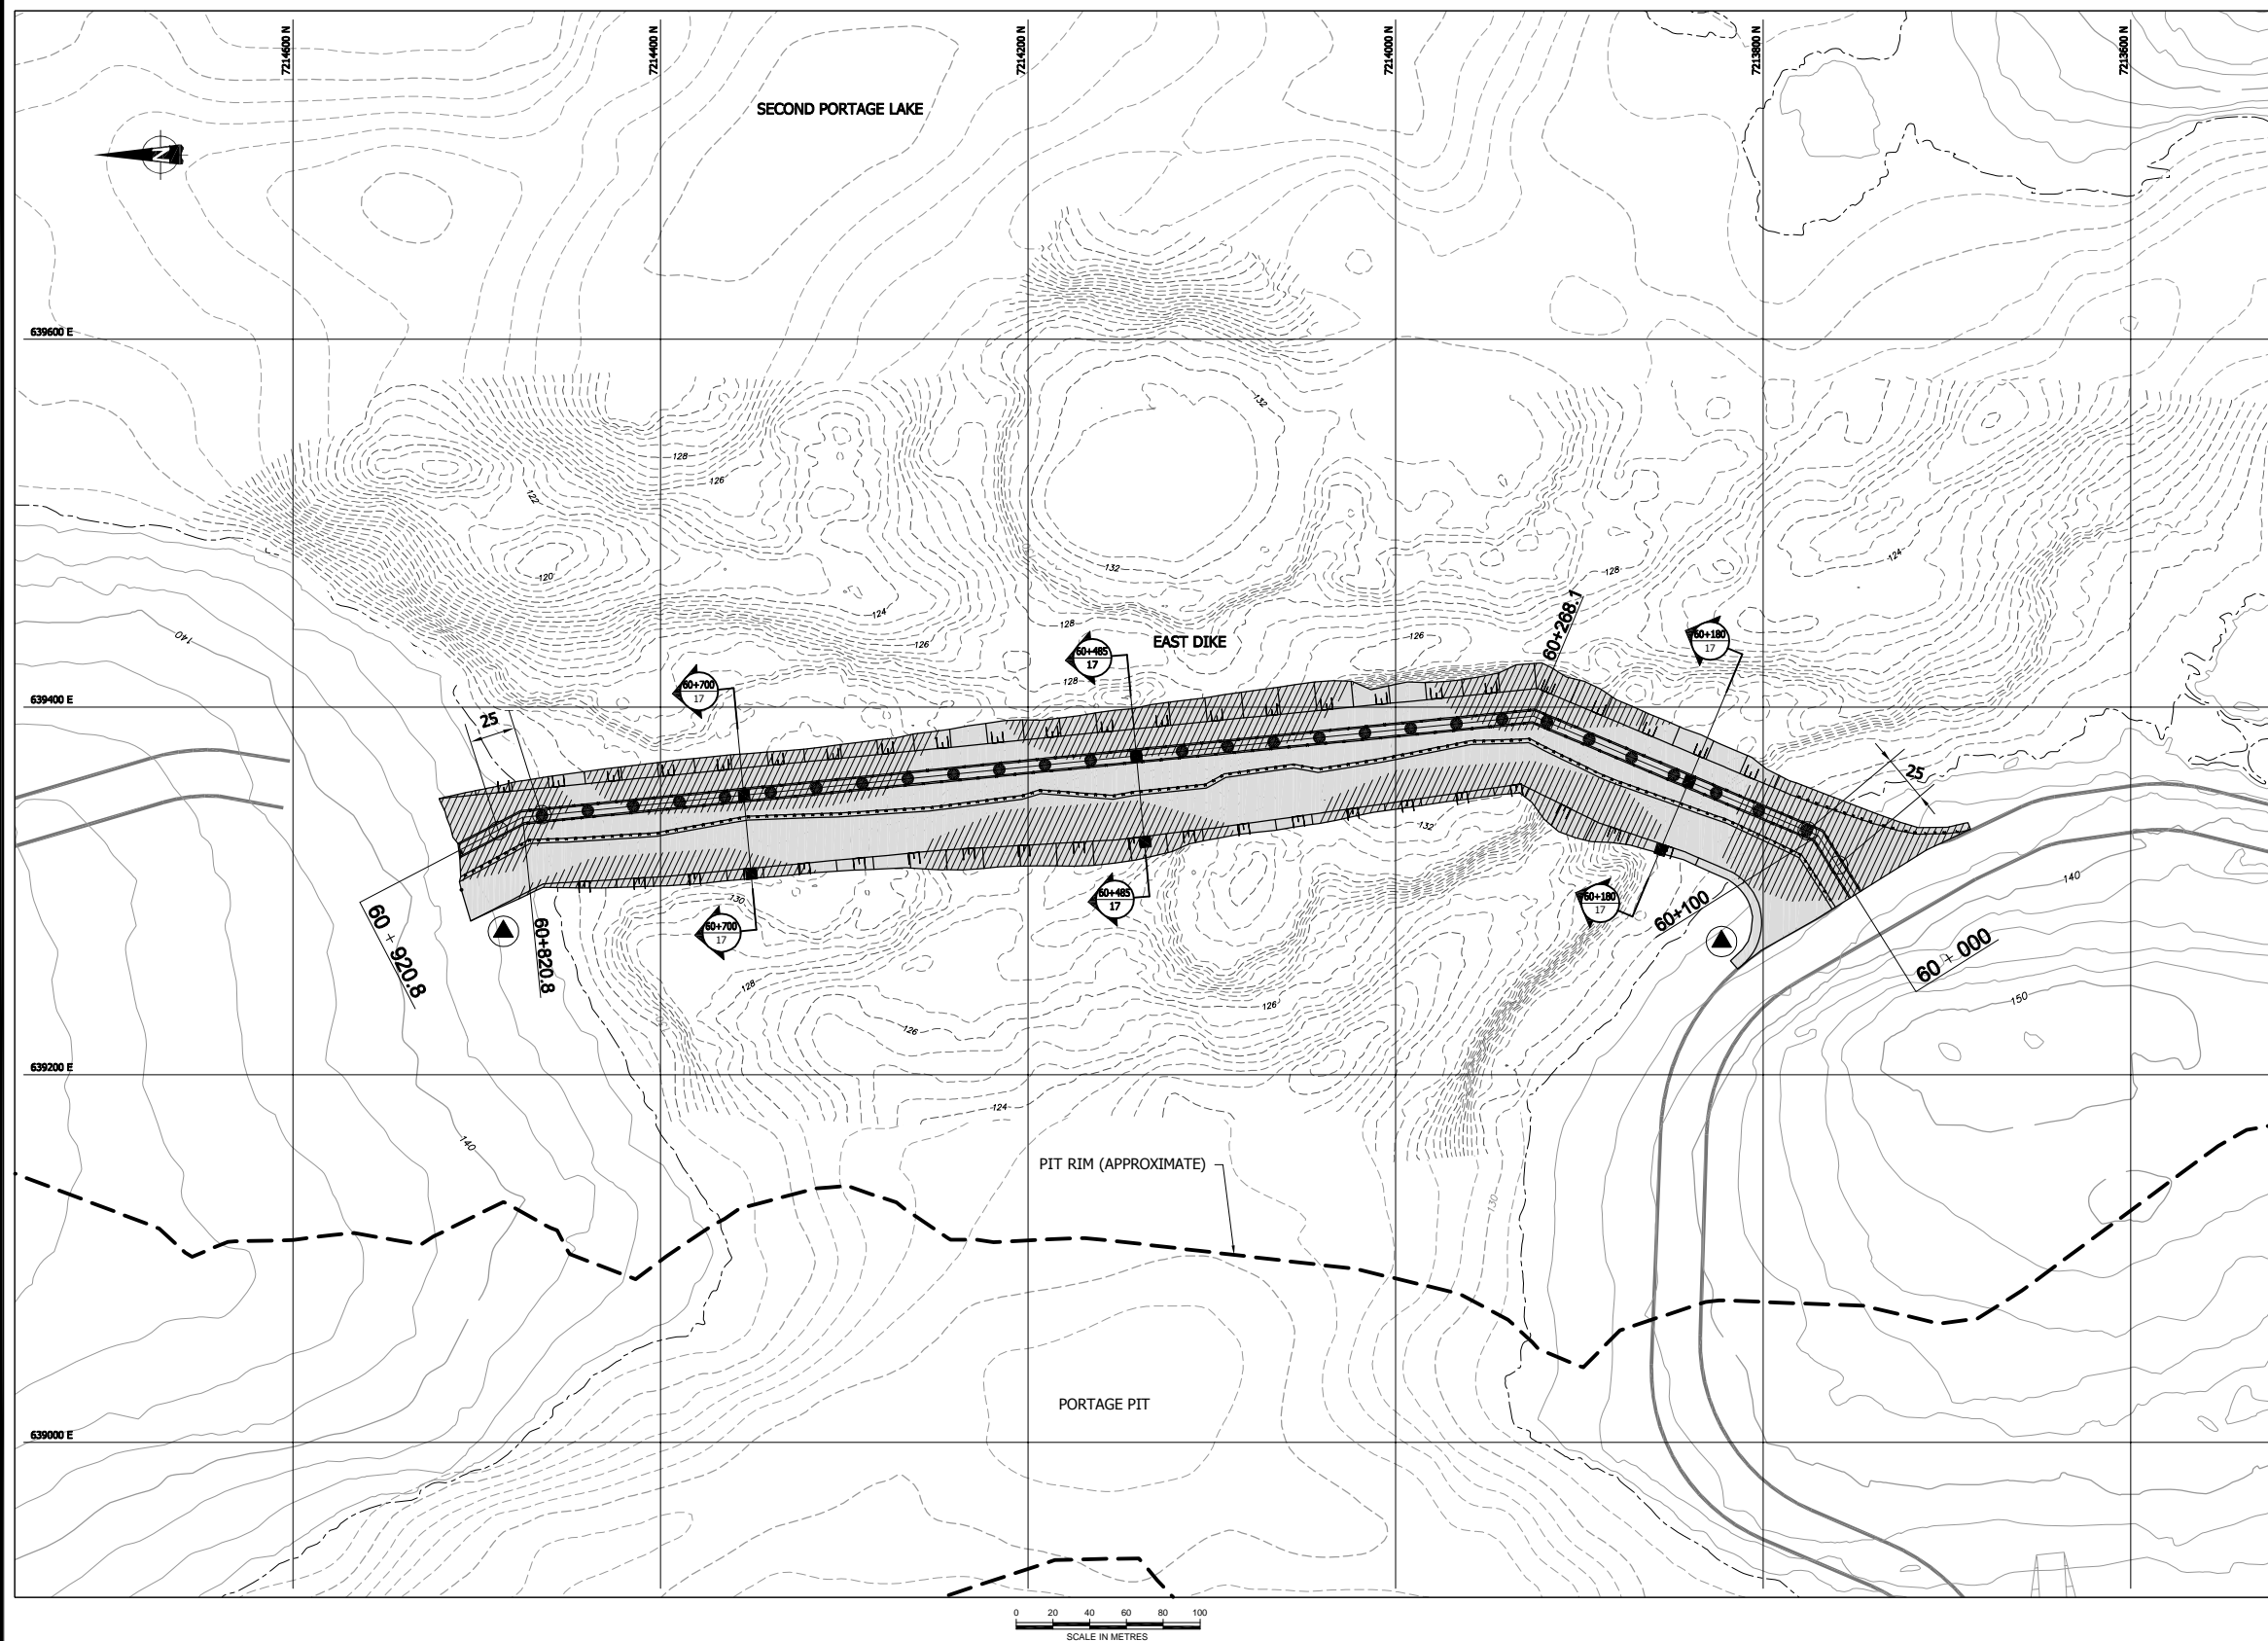 7214600 N
7214400 N
7214200 N
7214000 N
7213800 N
7213600 N
SECOND PORTAGE LAKE
N
639600 E
132
128
126
122
120
132
124
128
124
128
126
126
EAST DIKE
60+268.1
140
60+700
17
60+485
17
60+180
17
128
639400 E
25
25
132
130
60+700
17
60+485
17
60+180
17
60+100
140
60 + 920.8
60+820.8
60 + 000
128
126
126
150
639200 E
124
140
PIT RIM (APPROXIMATE)
130
PORTAGE PIT
639000 E
0 20 40 60 80 100
SCALE IN METRES